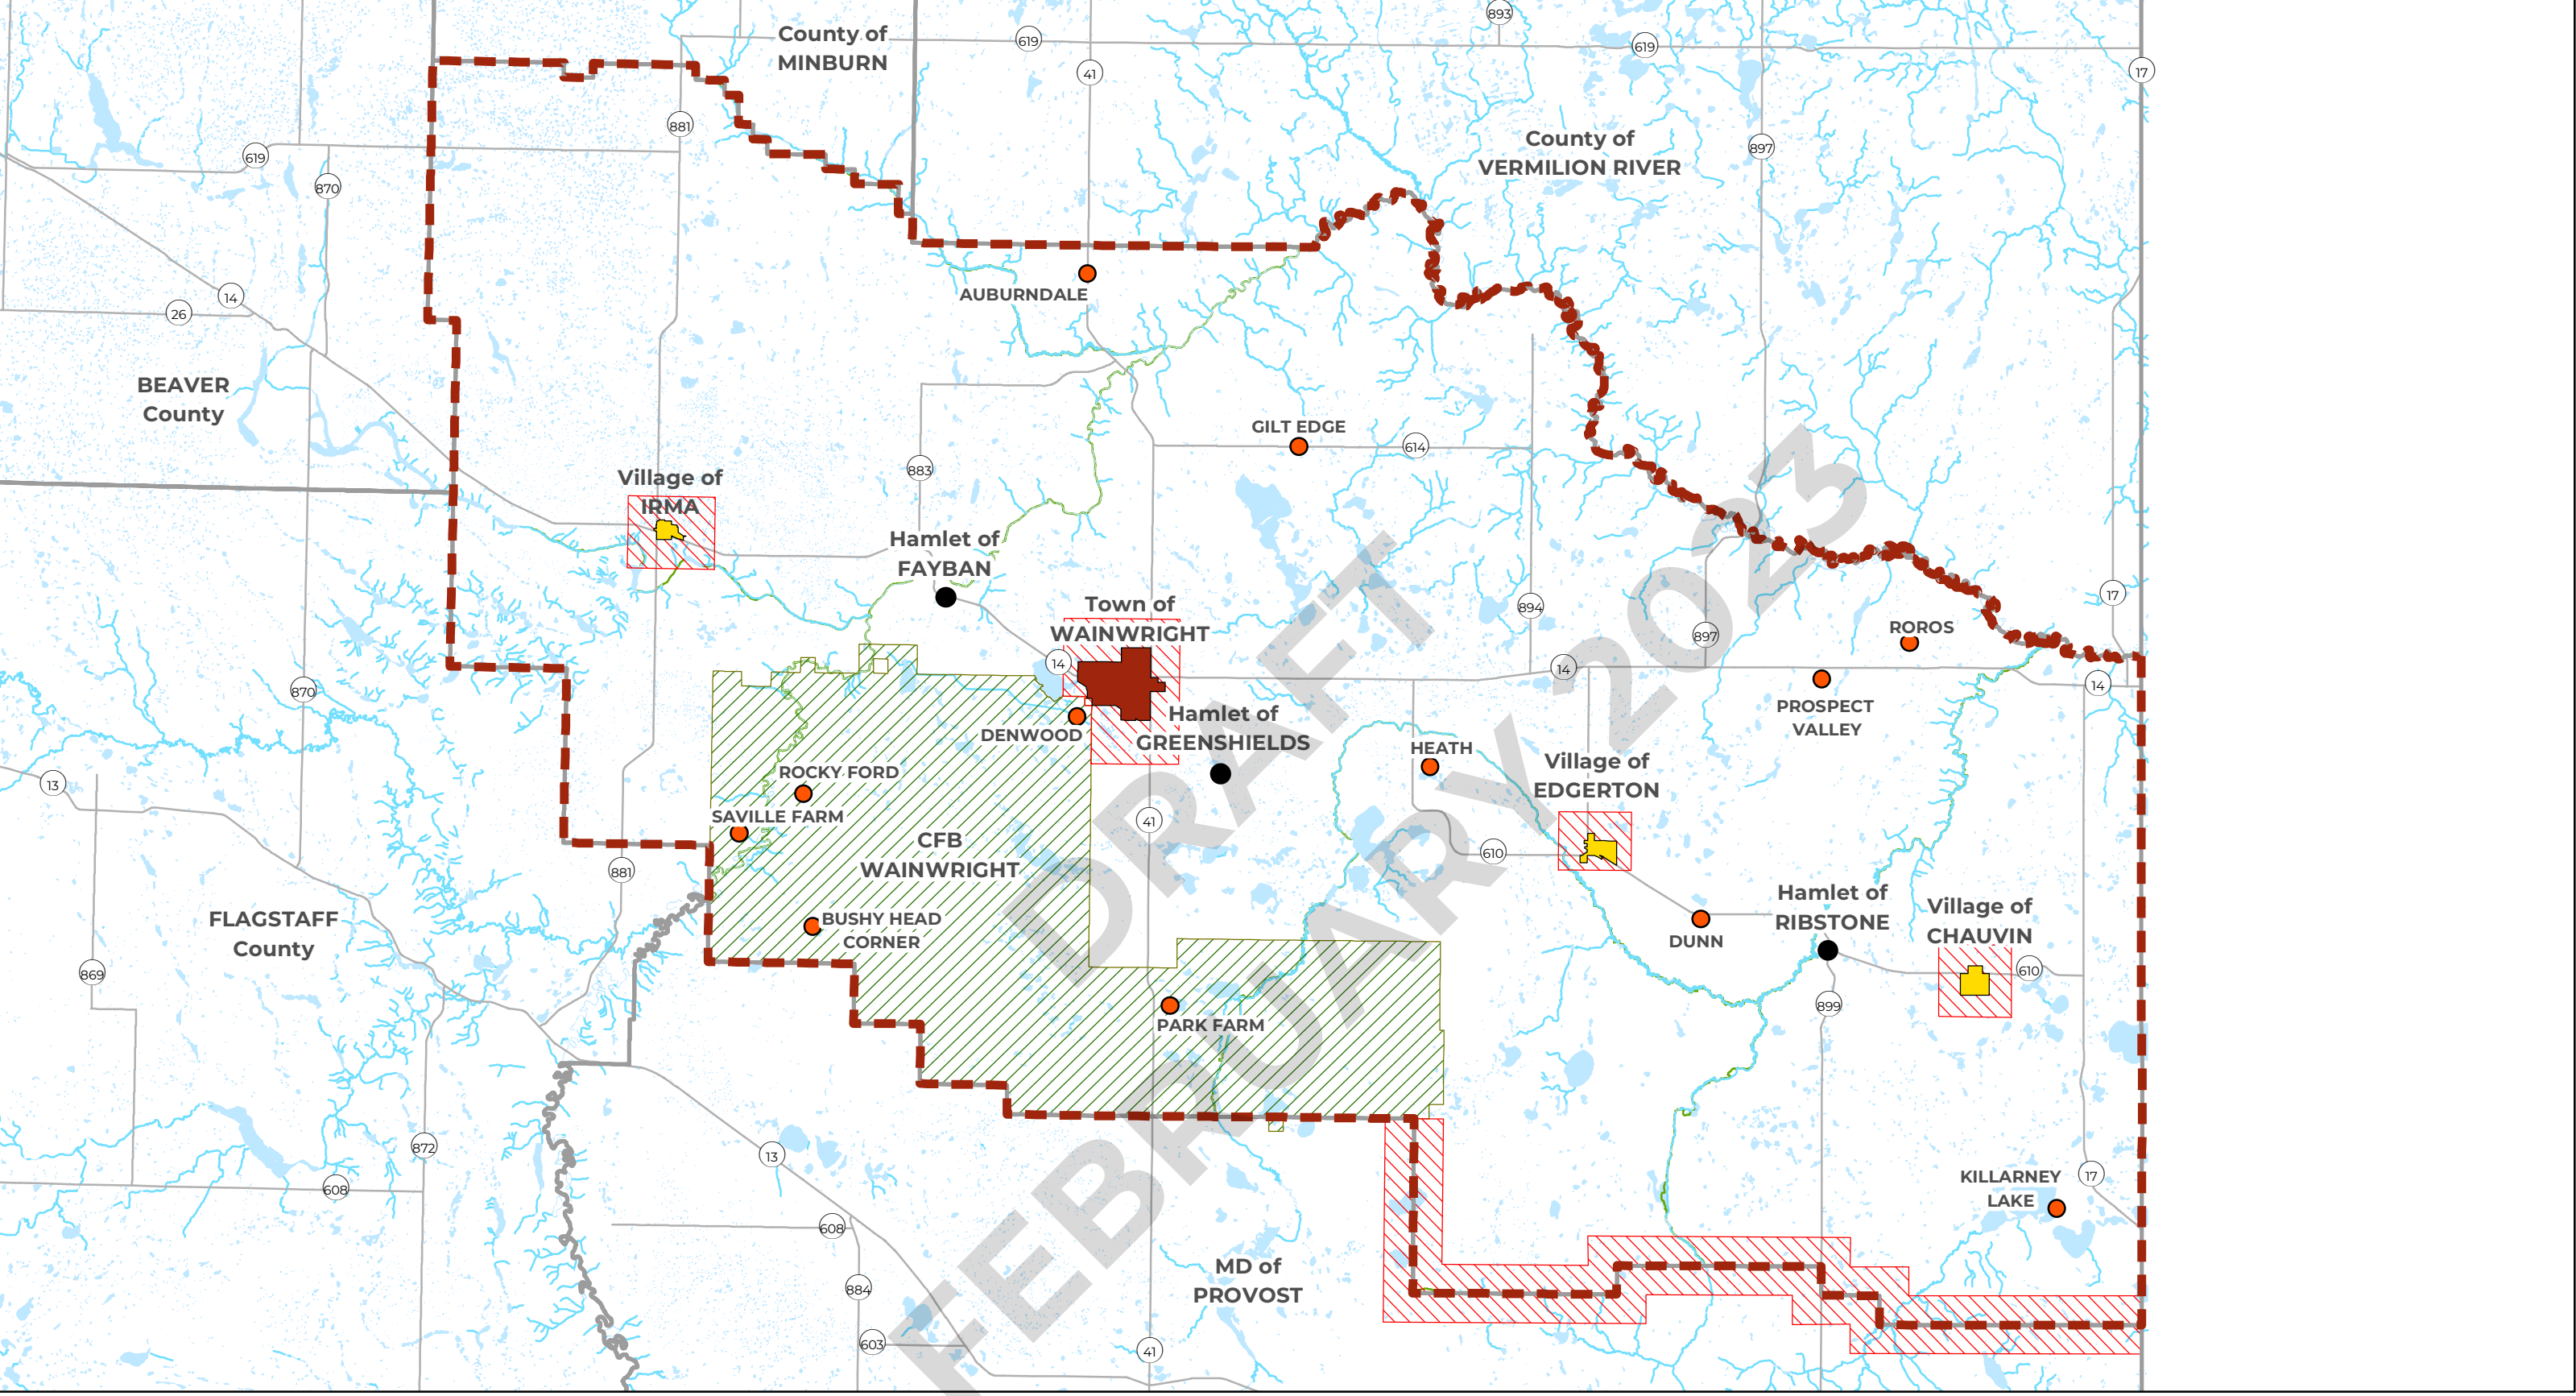 893
County of
MINBURN
619
619
41
17
881
County of
VERMILION RIVER
897
619
870
AUBURNDALE
14
26
BEAVER
County
GILT EDGE
614
883
Village of
IRMA
Hamlet of
FAYBAN
Town of
WAINWRIGHT
894
897
17
ROROS
14
14
14
870
PROSPECT
VALLEY
DENWOOD
Hamlet of
GREENSHIELDS
HEATH
Village of
EDGERTON
13
ROCKY FORD
SAVILLE FARM
41
CFB
WAINWRIGHT
610
881
FLAGSTAFF
County
BUSHY HEAD
CORNER
DUNN
Hamlet of
RIBSTONE
Village of
CHAUVIN
869
610
899
PARK FARM
872
13
608
608
KILLARNEY
LAKE
17
MD of
PROVOST
884
603
41
DRAFT
FEBRUARY 2023